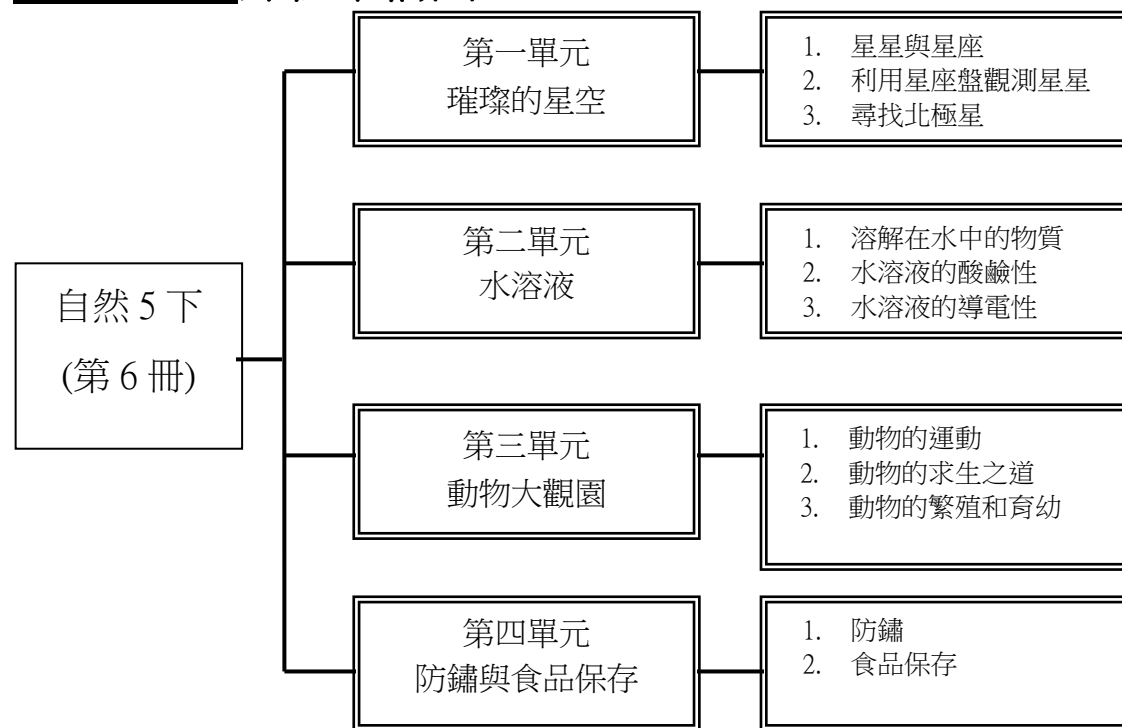 自然 5 下
(第 6 冊)
第一單元
璀璨的星空
1. 星星與星座
2. 利用星座盤觀測星星
3. 尋找北極星
第二單元
水溶液
1. 溶解在水中的物質
2. 水溶液的酸鹼性
3. 水溶液的導電性
第三單元
動物大觀園
1. 動物的運動
2. 動物的求生之道
3. 動物的繁殖和育幼
第四單元
防鏽與食品保存
1. 防鏽
2. 食品保存